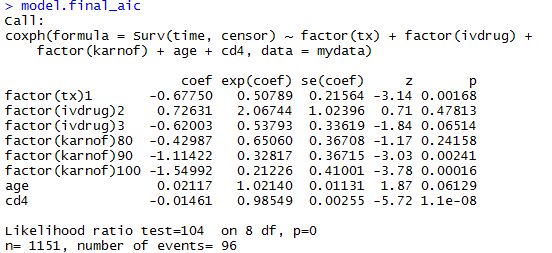 > model.final_aic
Call:
coxph(formula = Surv(time, censor) ~ factor(tx) + factor(ivdrug) +
    factor(karnof) + age + cd4, data = mydata)

                      coef exp(coef) se(coef)     z       p
factor(tx)1       -0.67750   0.50789  0.21564 -3.14 0.00168
factor(ivdrug)2    0.72631   2.06744  1.02396  0.71 0.47813
factor(ivdrug)3   -0.62003   0.53793  0.33619 -1.84 0.06514
factor(karnof)80  -0.42987   0.65060  0.36708 -1.17 0.24158
factor(karnof)90  -1.11422   0.32817  0.36715 -3.03 0.00241
factor(karnof)100 -1.54992   0.21226  0.41001 -3.78 0.00016
age                0.02117   1.02140  0.01131  1.87 0.06129
cd4               -0.01461   0.98549  0.00255 -5.72 1.1e-08

Likelihood ratio test=104  on 8 df, p=0
n= 1151, number of events= 96